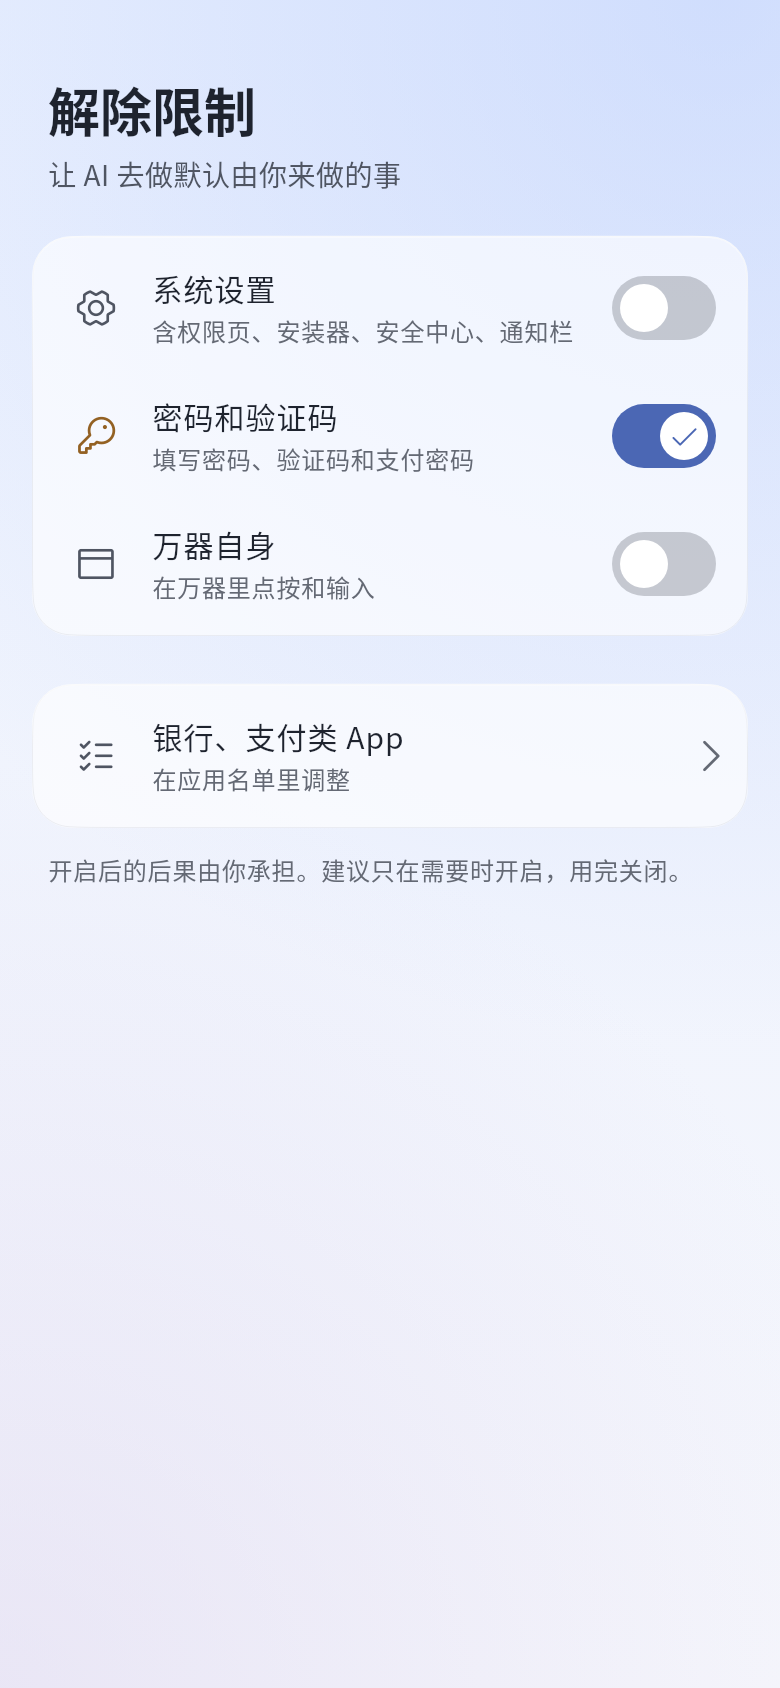 解除限制
让 AI 去做默认由你来做的事
系统设置
含权限页、安装器、安全中心、通知栏
密码和验证码
填写密码、验证码和支付密码
万器自身
在万器里点按和输入
银行、支付类 App
在应用名单里调整
开启后的后果由你承担。建议只在需要时开启，用完关闭。